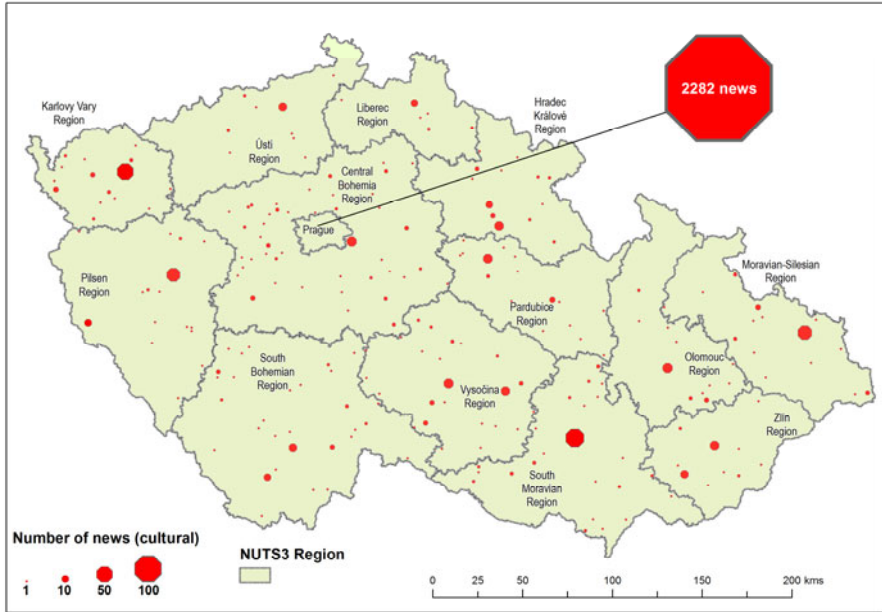 2282 news
Karlovy Vary
Region
Ústí
Region
Liberec
Region
Hradec
Králové
Region
Central
Bohemia
Region
Prague
Pilsen
Region
Moravian-Silesian
Region
Pardubice
Region
South
Bohemian
Region
Vysočina
Region
Olomouc
Region
Zlín
Region
South
Moravian
Region
Number of news (cultural)
1 10 50 100
NUTS3 Region
0 25 50 100 150 200 kms